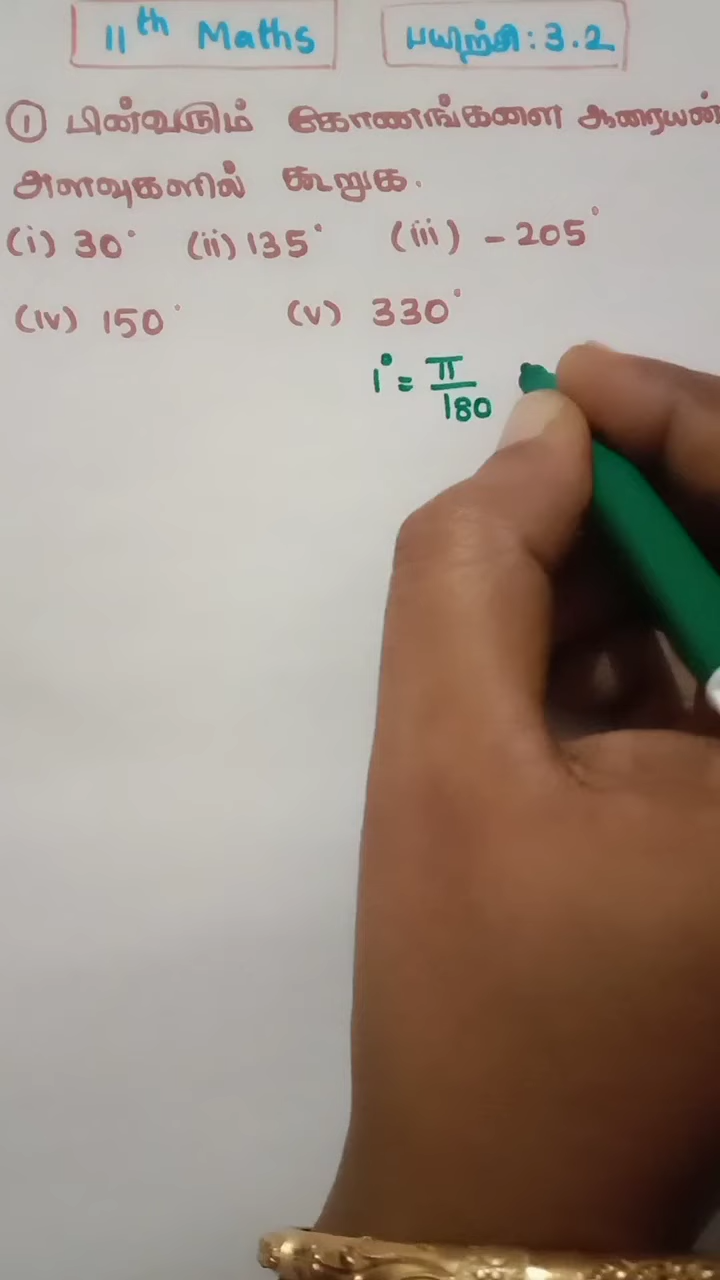 11th Maths பயிற்சி : 3.2
① பின்வரும் கோணங்களை ஆரையன்
அளவுகளில் கூறுக.
(i) 30° (ii) 135° (iii) -205°
(iv) 150° (v) 330°
1° = π/180